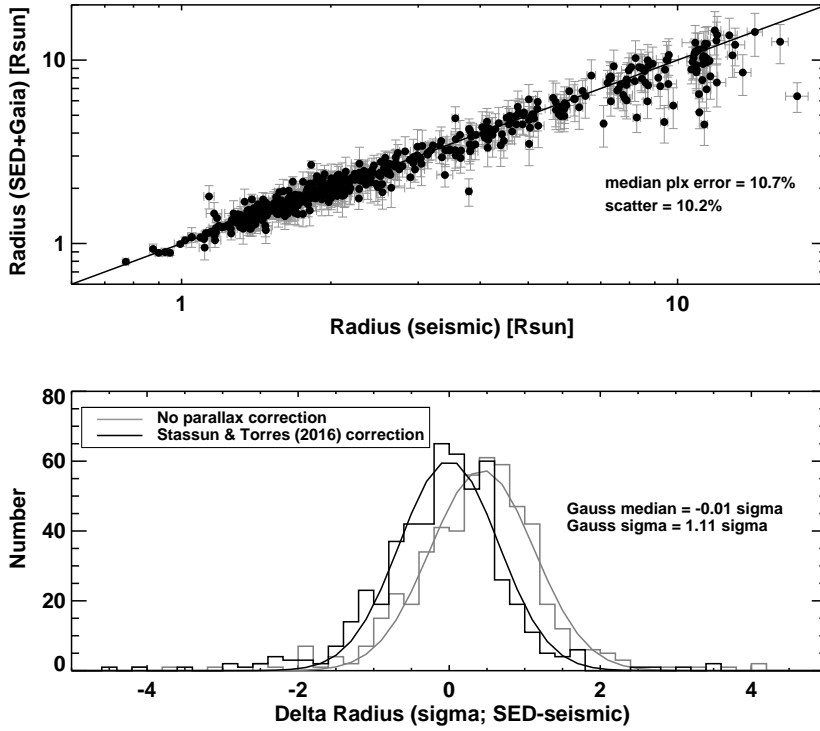 10
1
Radius (SED+Gaia) [Rsun]
median plx error = 10.7%
scatter = 10.2%
1
10
Radius (seismic) [Rsun]
80
60
40
20
0
Number
No parallax correction
Stassun & Torres (2016) correction
Gauss median = -0.01 sigma
Gauss sigma = 1.11 sigma
-4
-2
0
2
4
Delta Radius (sigma; SED-seismic)